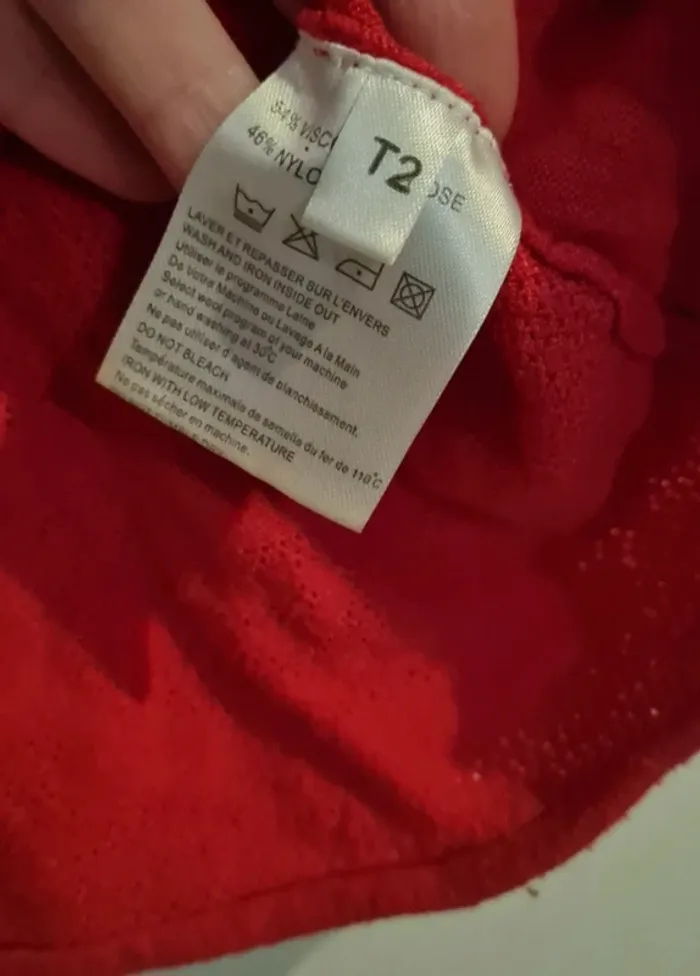 54% VISCOSE
T2
46% NYLO
LAVER ET REPASSER SUR L'ENVERS
WASH AND IRON INSIDE OUT
Utiliser le programme Laine
De Votre Machine ou Lavage A la Main
Select wool program of your machine
or hand washing at 30°C
Ne pas utiliser d'agent de blanchissement.
DO NOT BLEACH
Température maximale de semelle du fer de 110°C
IRON WITH LOW TEMPERATURE
Ne pas sécher en machine.